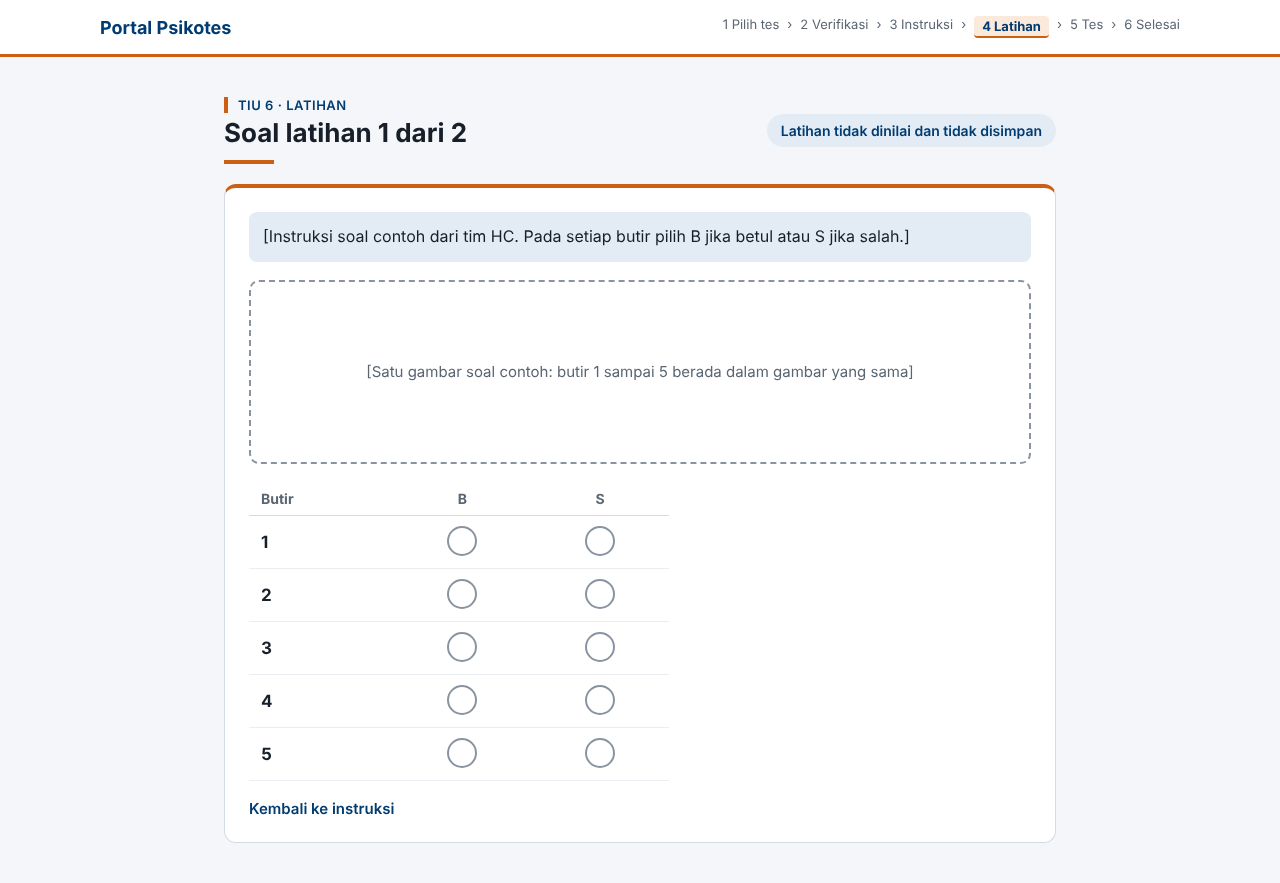 Portal Psikotes
1 Pilih tes › 2 Verifikasi › 3 Instruksi › 4 Latihan › 5 Tes › 6 Selesai
TIU 6 · LATIHAN
Soal latihan 1 dari 2
Latihan tidak dinilai dan tidak disimpan
[Instruksi soal contoh dari tim HC. Pada setiap butir pilih B jika betul atau S jika salah.]
[Satu gambar soal contoh: butir 1 sampai 5 berada dalam gambar yang sama]
Butir B S
1
2
3
4
5
Kembali ke instruksi